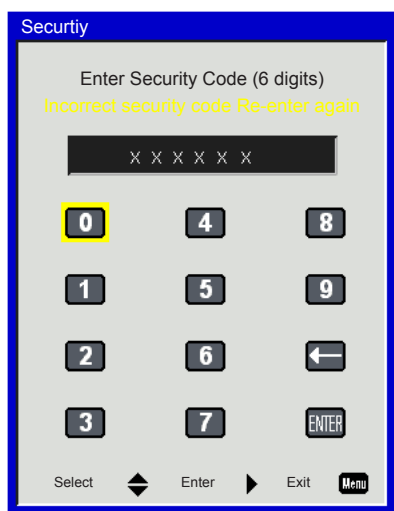 Securtiy
Enter Security Code (6 digits)
Incorrect security code Re-enter again
X X X X X X
0 4 8
1 5 9
2 6
3 7 ENTER
Select Enter Exit Menu